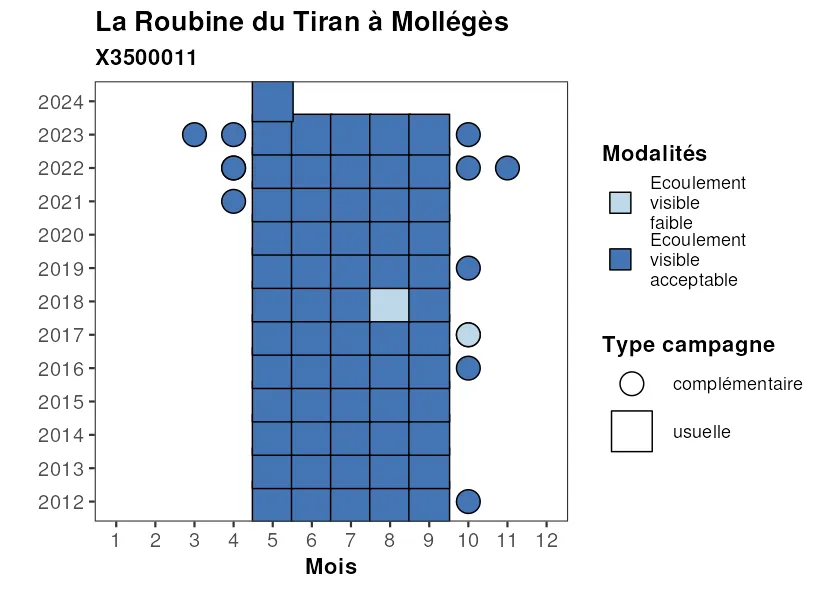 La Roubine du Tiran à Mollégès
X3500011
2024
2023
2022
2021
2020
2019
2018
2017
2016
2015
2014
2013
2012
1 2 3 4 5 6 7 8 9 10 11 12
Mois
Modalités
Ecoulement
visible
faible
Ecoulement
visible
acceptable
Type campagne
complémentaire
usuelle